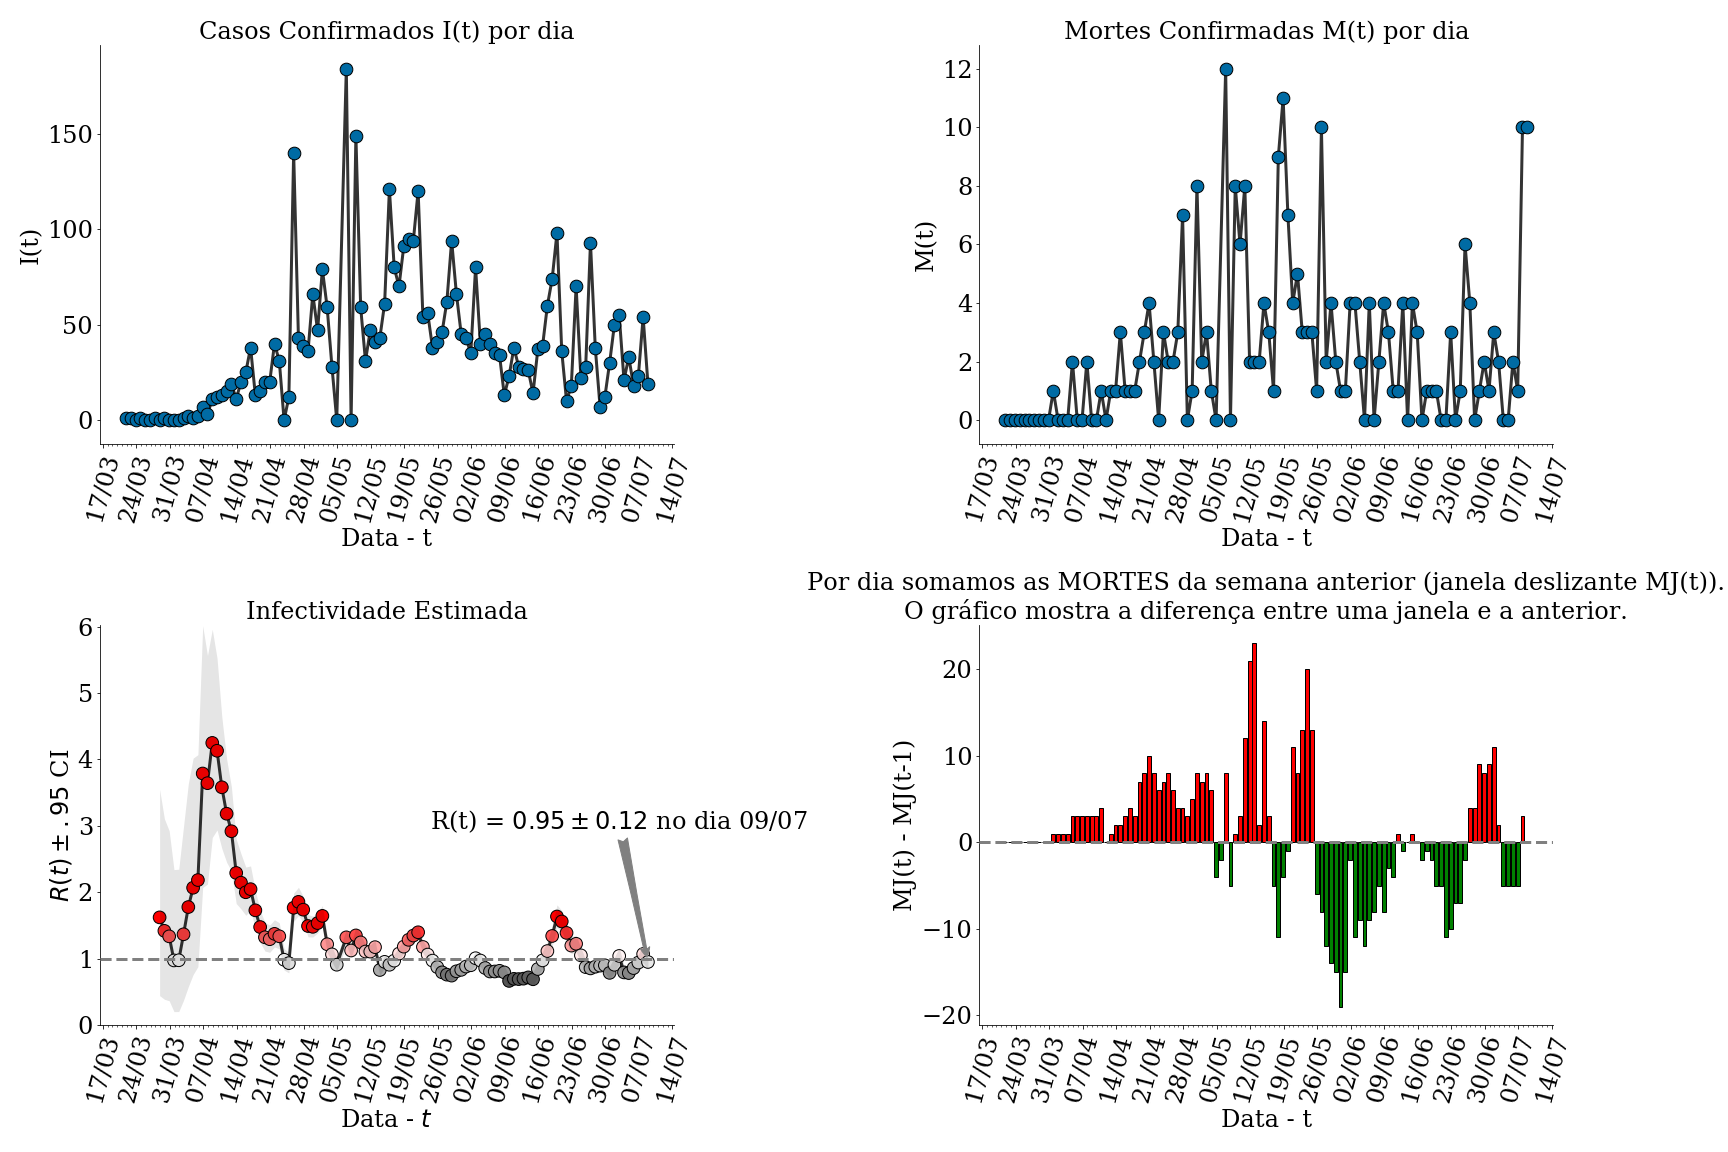 Casos Confirmados I(t) por dia
I(t)
150
100
50
0
17/03 24/03 31/03 07/04 14/04 21/04 28/04 05/05 12/05 19/05 26/05 02/06 09/06 16/06 23/06 30/06 07/07 14/07
Data - t
Mortes Confirmadas M(t) por dia
M(t)
12
10
8
6
4
2
0
17/03 24/03 31/03 07/04 14/04 21/04 28/04 05/05 12/05 19/05 26/05 02/06 09/06 16/06 23/06 30/06 07/07 14/07
Data - t
Infectividade Estimada
R(t) ± .95 CI
6
5
4
3
2
1
0
R(t) = 0.95 ± 0.12 no dia 09/07
17/03 24/03 31/03 07/04 14/04 21/04 28/04 05/05 12/05 19/05 26/05 02/06 09/06 16/06 23/06 30/06 07/07 14/07
Data - t
Por dia somamos as MORTES da semana anterior (janela deslizante MJ(t)).
O gráfico mostra a diferença entre uma janela e a anterior.
MJ(t) - MJ(t-1)
20
10
0
−10
−20
17/03 24/03 31/03 07/04 14/04 21/04 28/04 05/05 12/05 19/05 26/05 02/06 09/06 16/06 23/06 30/06 07/07 14/07
Data - t